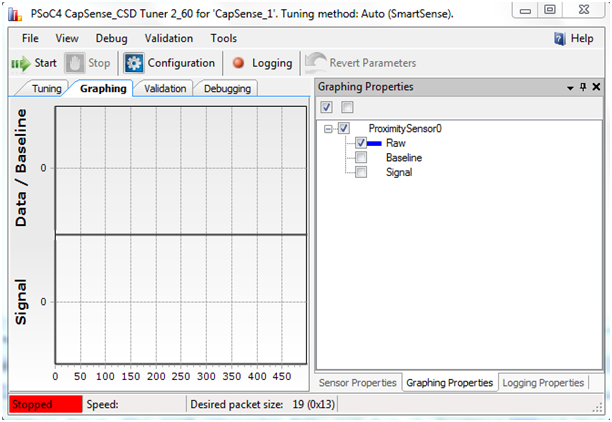 PSoC4 CapSense_CSD Tuner 2_60 for 'CapSense_1'. Tuning method: Auto (SmartSense).
File View Debug Validation Tools Help
Start Stop Configuration Logging Revert Parameters
Tuning Graphing Validation Debugging
Data / Baseline
0
Signal
0
0 50 100 150 200 250 300 350 400 450
Graphing Properties
ProximitySensor0
Raw
Baseline
Signal
Sensor Properties Graphing Properties Logging Properties
Stopped Speed: Desired packet size: 19 (0x13)